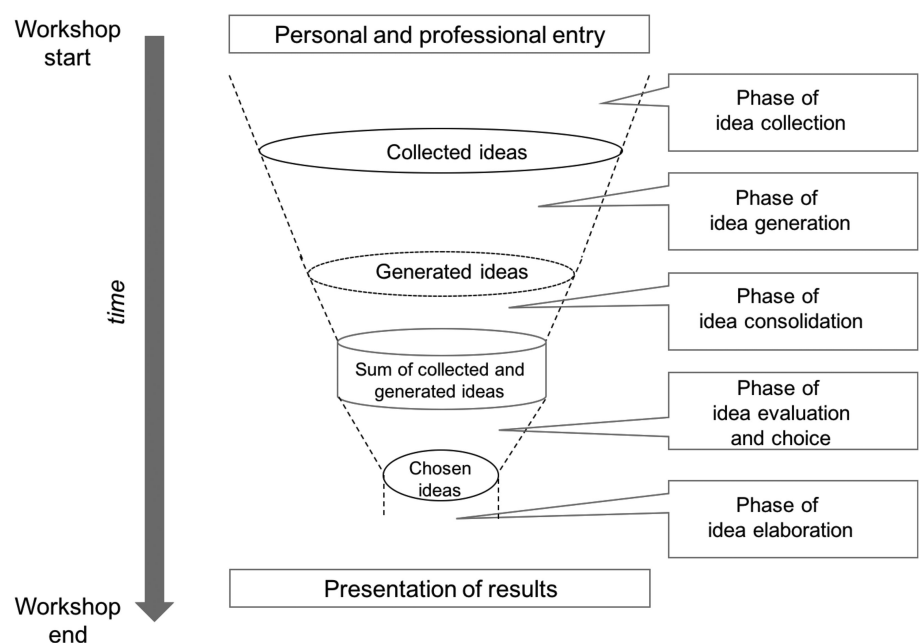 Workshop
start
Personal and professional entry
Phase of
idea collection
Collected ideas
Phase of
idea generation
Generated ideas
time
Phase of
idea consolidation
Sum of collected and
generated ideas
Phase of
idea evaluation
and choice
Chosen
ideas
Phase of
idea elaboration
Presentation of results
Workshop
end